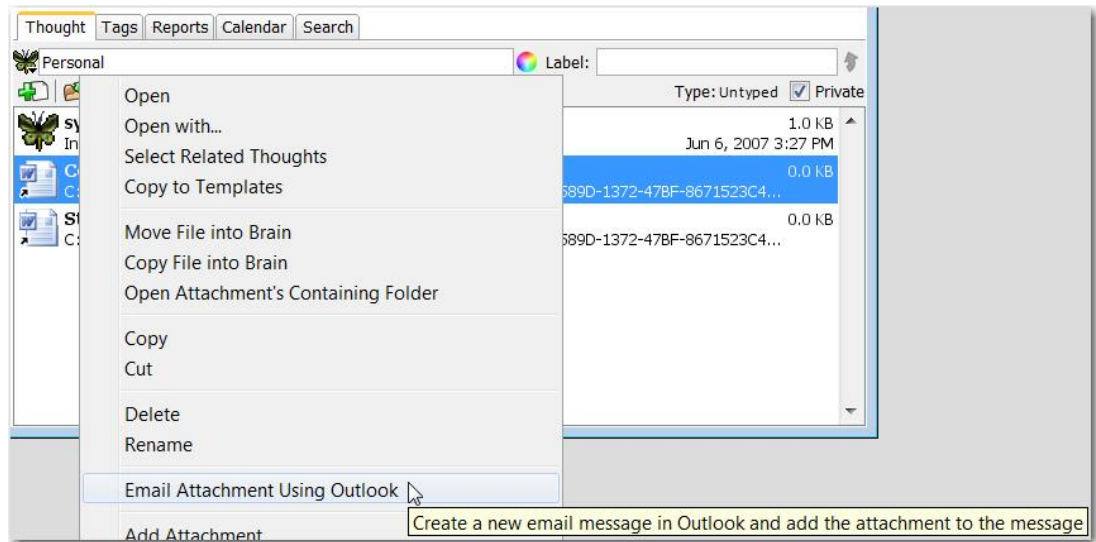 Thought Tags Reports Calendar Search
Personal Label:
Type: Untyped Private
sy 1.0 KB
In Jun 6, 2007 3:27 PM
0.0 KB
C: 589D-1372-47BF-8671523C4...
St 0.0 KB
C: 589D-1372-47BF-8671523C4...
Open
Open with...
Select Related Thoughts
Copy to Templates
Move File into Brain
Copy File into Brain
Open Attachment's Containing Folder
Copy
Cut
Delete
Rename
Email Attachment Using Outlook
Create a new email message in Outlook and add the attachment to the message
Add Attachment